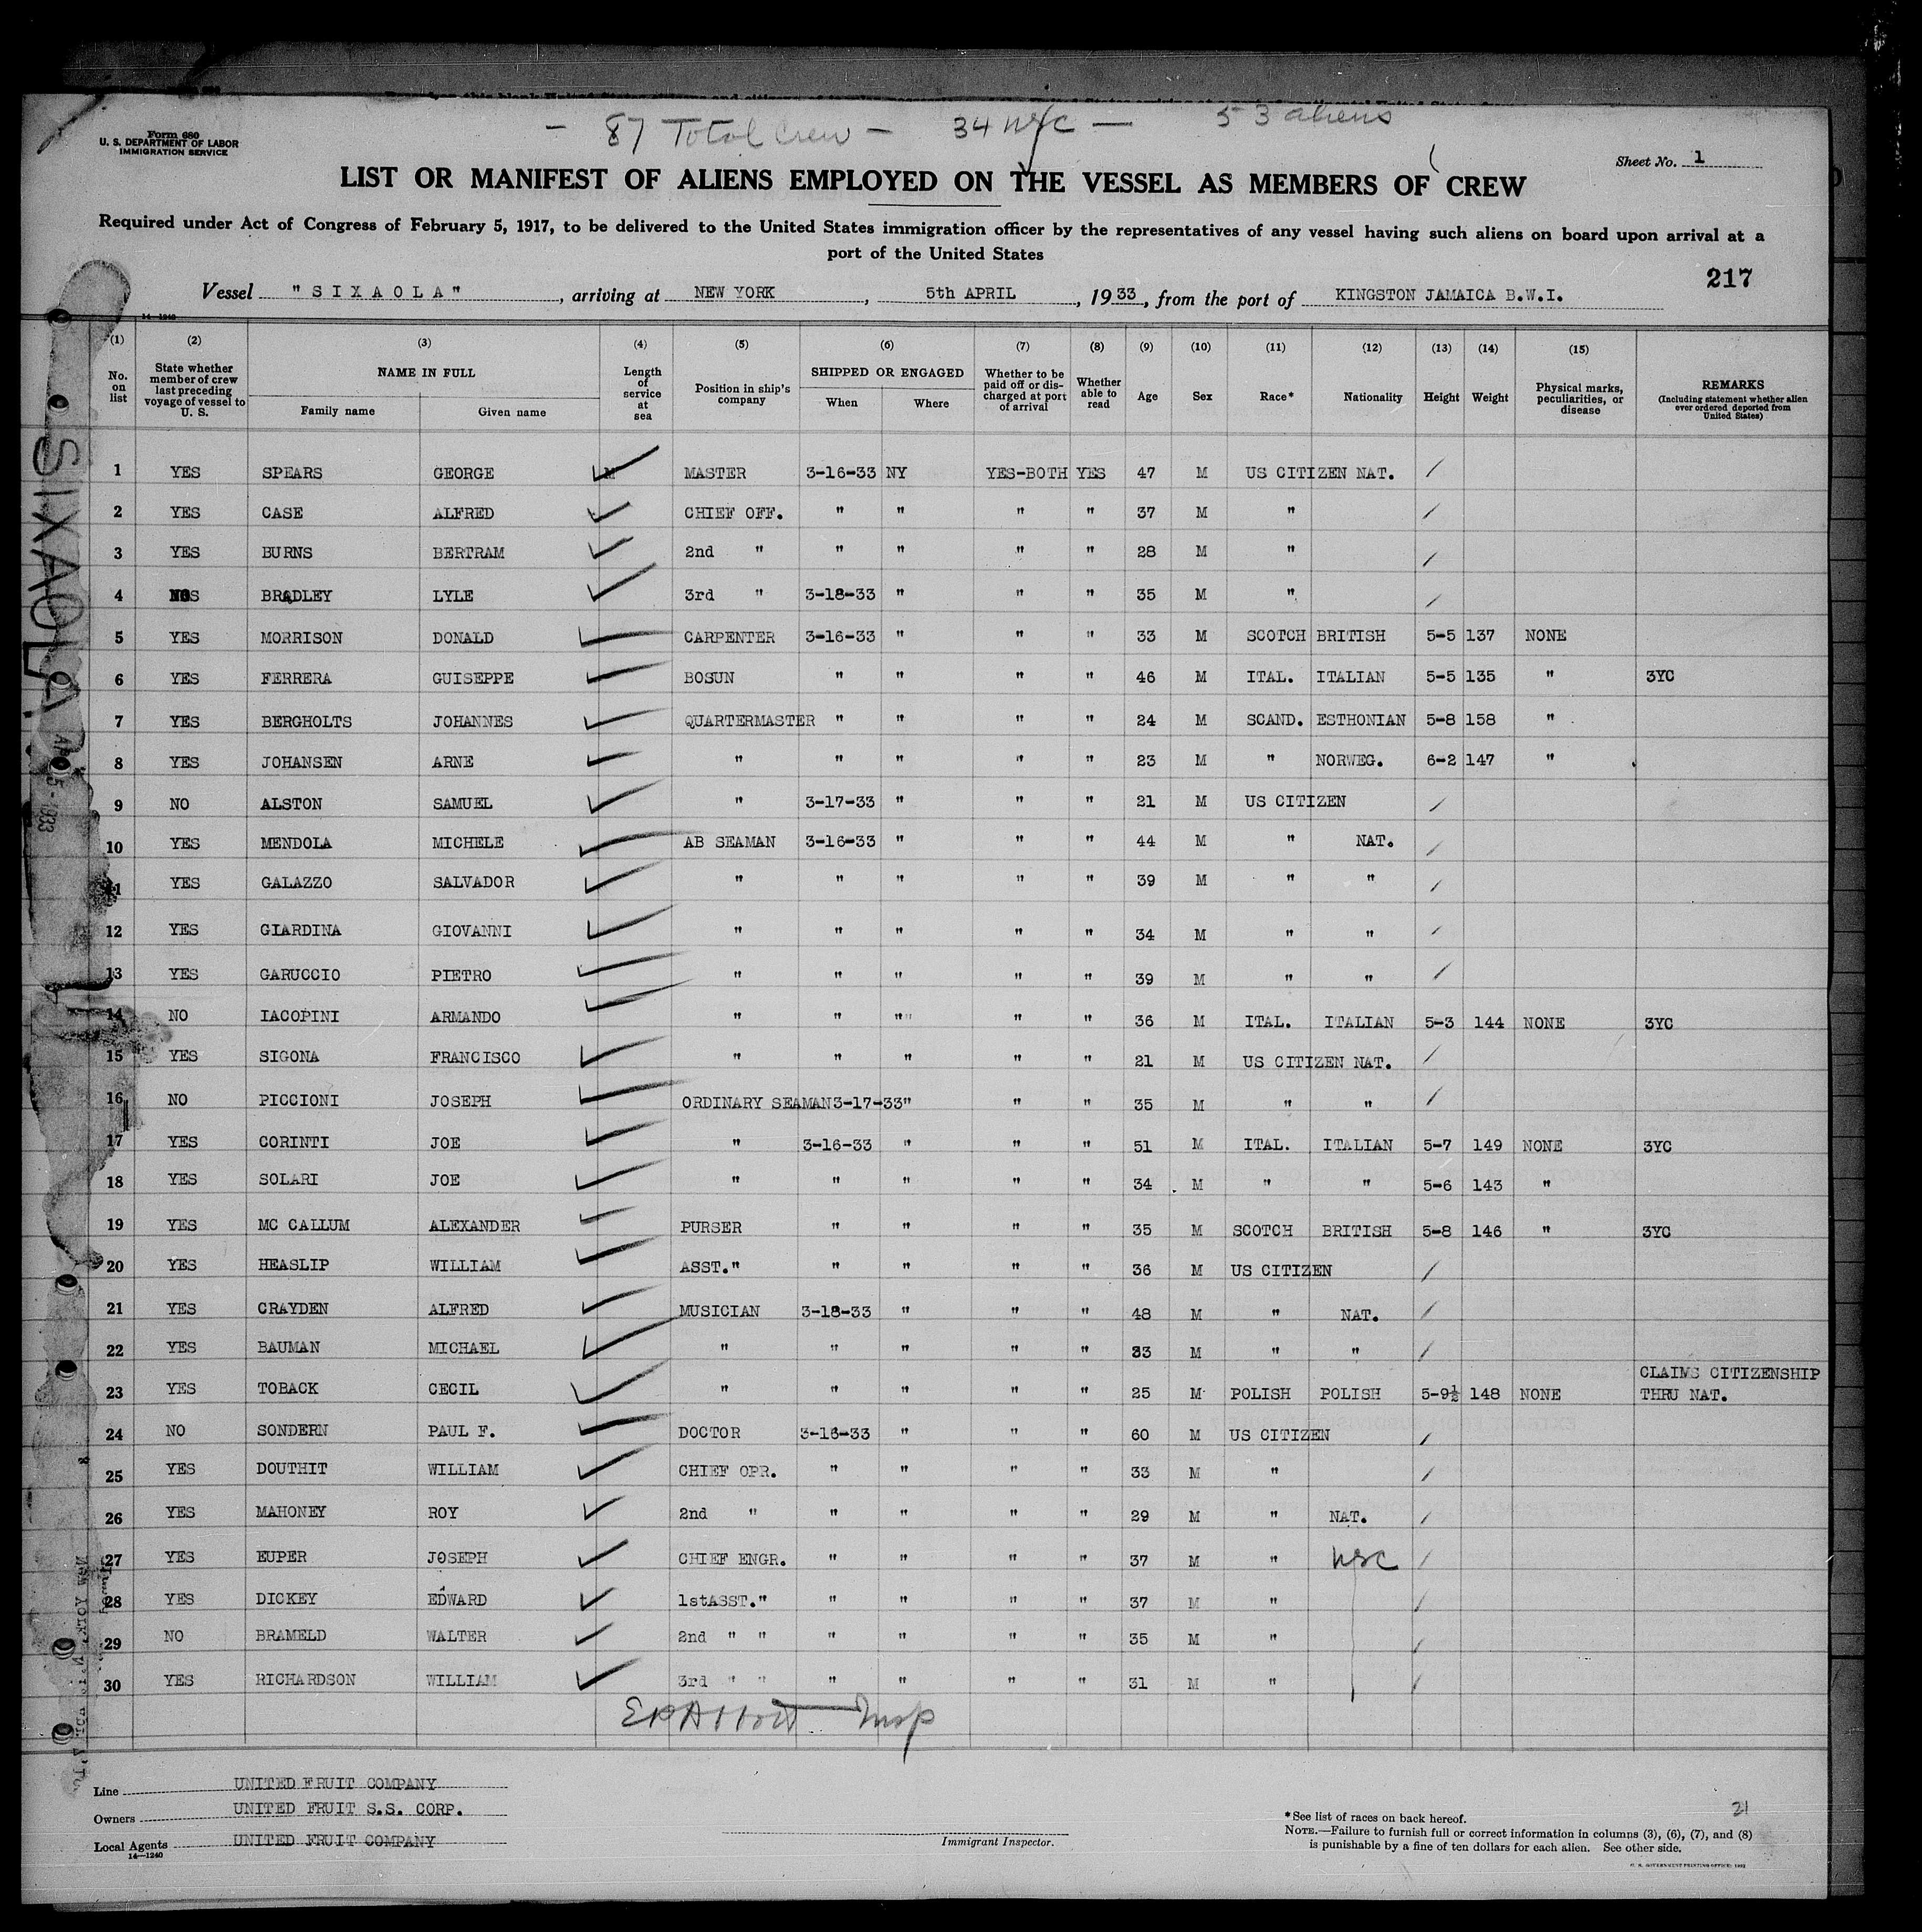 - 87 Total Crew - 34 usc - 53 aliens
Form 680
U. S. DEPARTMENT OF LABOR
IMMIGRATION SERVICE
Sheet No. 1
LIST OR MANIFEST OF ALIENS EMPLOYED ON THE VESSEL AS MEMBERS OF CREW
Required under Act of Congress of February 5, 1917, to be delivered to the United States immigration officer by the representatives of any vessel having such aliens on board upon arrival at a
port of the United States
217
Vessel "SIXAOLA", arriving at NEW YORK, 5th APRIL, 1933, from the port of KINGSTON JAMAICA B.W.I.
14-1240
(1) (2) (3) (4) (5) (6) (7) (8) (9) (10) (11) (12) (13) (14) (15)
No. on list State whether member of crew last preceding voyage of vessel to U. S. NAME IN FULL Family name Given name Length of service at sea Position in ship's company SHIPPED OR ENGAGED When Where Whether to be paid off or discharged at port of arrival Whether able to read Age Sex Race* Nationality Height Weight Physical marks, peculiarities, or disease REMARKS (Including statement whether alien ever ordered deported from United States)
1 YES SPEARS GEORGE MASTER 3-16-33 NY YES-BOTH YES 47 M US CITIZEN NAT.
2 YES CASE ALFRED CHIEF OFF. " " " " 37 M "
3 YES BURNS BERTRAM 2nd " " " " " 28 M "
4 BRADLEY LYLE 3rd " 3-18-33 " " " 35 M "
5 YES MORRISON DONALD CARPENTER 3-16-33 " " " 33 M SCOTCH BRITISH 5-5 137 NONE
6 YES FERRERA GUISEPPE BOSUN " " " " 46 M ITAL. ITALIAN 5-5 135 " 3YC
7 YES BERGHOLTS JOHANNES QUARTERMASTER " " " " 24 M SCAND. ESTHONIAN 5-8 158 "
8 YES JOHANSEN ARNE " " " " " 23 M " NORWEG. 6-2 147 "
9 NO ALSTON SAMUEL " 3-17-33 " " " 21 M US CITIZEN
10 YES MENDOLA MICHELE AB SEAMAN 3-16-33 " " " 44 M " NAT.
11 YES GALAZZO SALVADOR " " " " " 39 M " "
12 YES GIARDINA GIOVANNI " " " " " 34 M " "
13 YES GARUCCIO PIETRO " " " " " 39 M " "
14 NO IACOPINI ARMANDO " " "" " " 36 M ITAL. ITALIAN 5-3 144 NONE 3YC
15 YES SIGONA FRANCISCO " " " " " 21 M US CITIZEN NAT.
16 NO PICCIONI JOSEPH ORDINARY SEAMAN 3-17-33 " " " 35 M " "
17 YES CORINTI JOE " 3-16-33 " " " 51 M ITAL. ITALIAN 5-7 149 NONE 3YC
18 YES SOLARI JOE " " " " " 34 M " " 5-6 143 "
19 YES MC CALLUM ALEXANDER PURSER " " " " 35 M SCOTCH BRITISH 5-8 146 " 3YC
20 YES HEASLIP WILLIAM ASST." " " " " 36 M US CITIZEN
21 YES CRAYDEN ALFRED MUSICIAN 3-18-33 " " " 48 M " NAT.
22 YES BAUMAN MICHAEL " " " " " 33 M " "
23 YES TOBACK CECIL " " " " " 25 M POLISH POLISH 5-9½ 148 NONE CLAIMS CITIZENSHIP THRU NAT.
24 NO SONDERN PAUL F. DOCTOR 3-16-33 " " " 60 M US CITIZEN
25 YES DOUTHIT WILLIAM CHIEF OPR. " " " " 33 M "
26 YES MAHONEY ROY 2nd " " " " " 29 M " NAT.
27 YES EUPER JOSEPH CHIEF ENGR. " " " " 37 M " usc
28 YES DICKEY EDWARD 1stASST." " " " " 37 M "
29 NO BRAMELD WALTER 2nd " " " " " " 35 M "
30 YES RICHARDSON WILLIAM 3rd " " " " " " 31 M "
Insp
SIXAOLA
Line UNITED FRUIT COMPANY
Owners UNITED FRUIT S.S. CORP.
Local Agents UNITED FRUIT COMPANY
14-1240
Immigrant Inspector.
*See list of races on back hereof.
NOTE.—Failure to furnish full or correct information in columns (3), (6), (7), and (8)
is punishable by a fine of ten dollars for each alien. See other side.
21